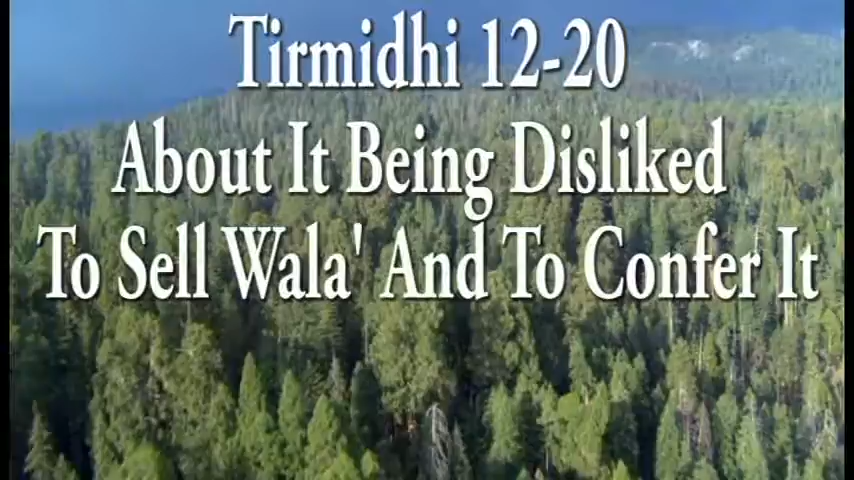 Tirmidhi 12-20
About It Being Disliked
To Sell Wala' And To Confer It